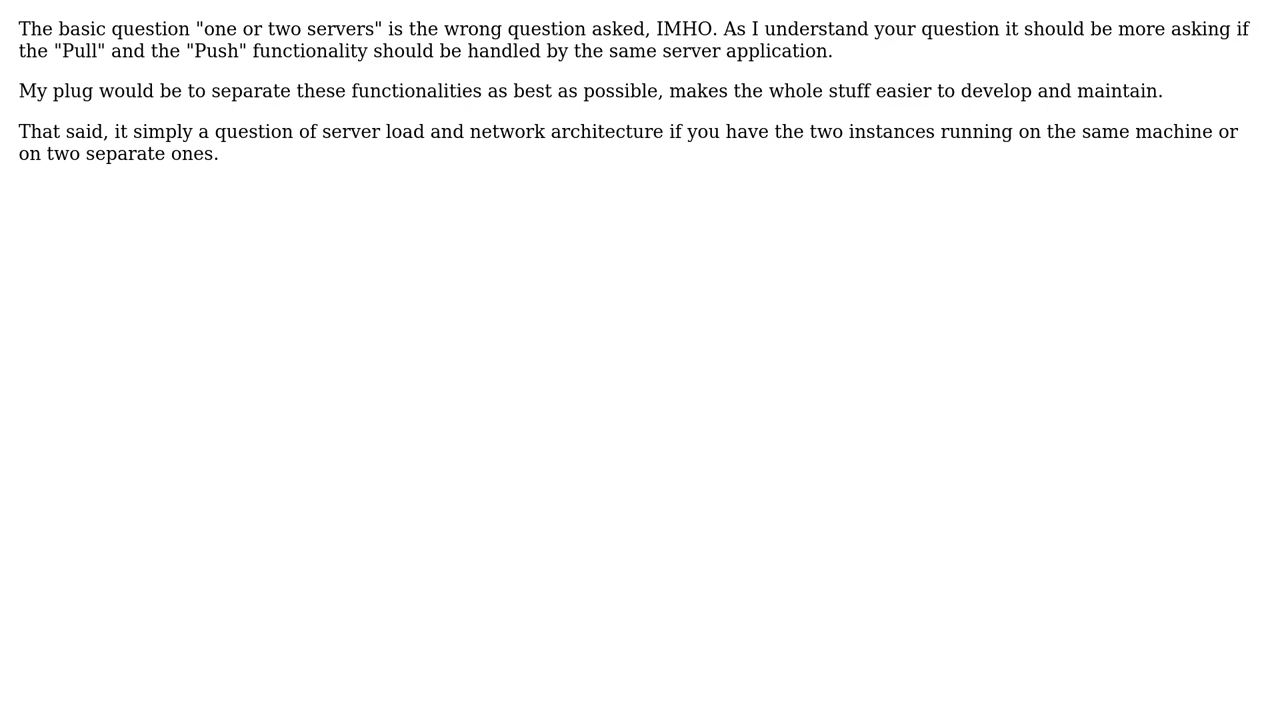 The basic question "one or two servers" is the wrong question asked, IMHO. As I understand your question it should be more asking if
the "Pull" and the "Push" functionality should be handled by the same server application.
My plug would be to separate these functionalities as best as possible, makes the whole stuff easier to develop and maintain.
That said, it simply a question of server load and network architecture if you have the two instances running on the same machine or
on two separate ones.